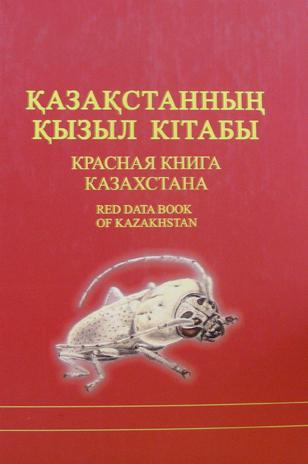 ҚАЗАҚСТАННЫҢ
ҚЫЗЫЛ КІТАБЫ
КРАСНАЯ КНИГА
КАЗАХСТАНА
RED DATA BOOK
OF KAZAKHSTAN